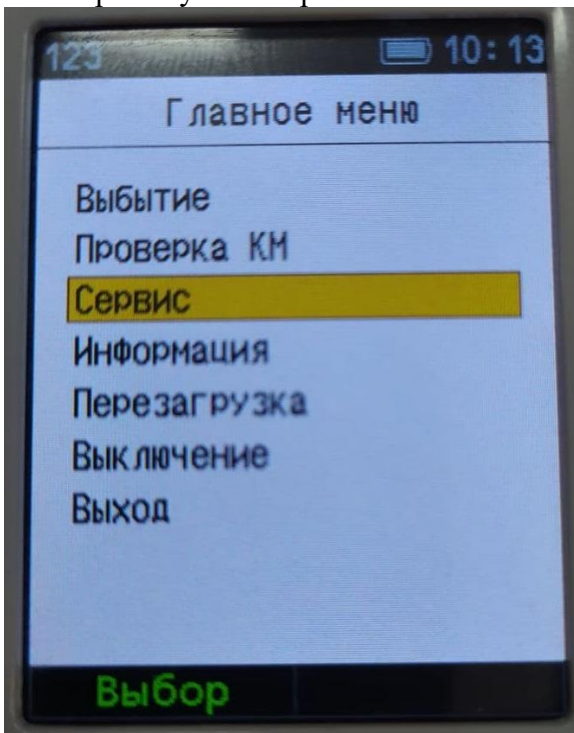 123 10:13
Главное меню
Выбытие
Проверка КМ
Сервис
Информация
Перезагрузка
Выключение
Выход
Выбор